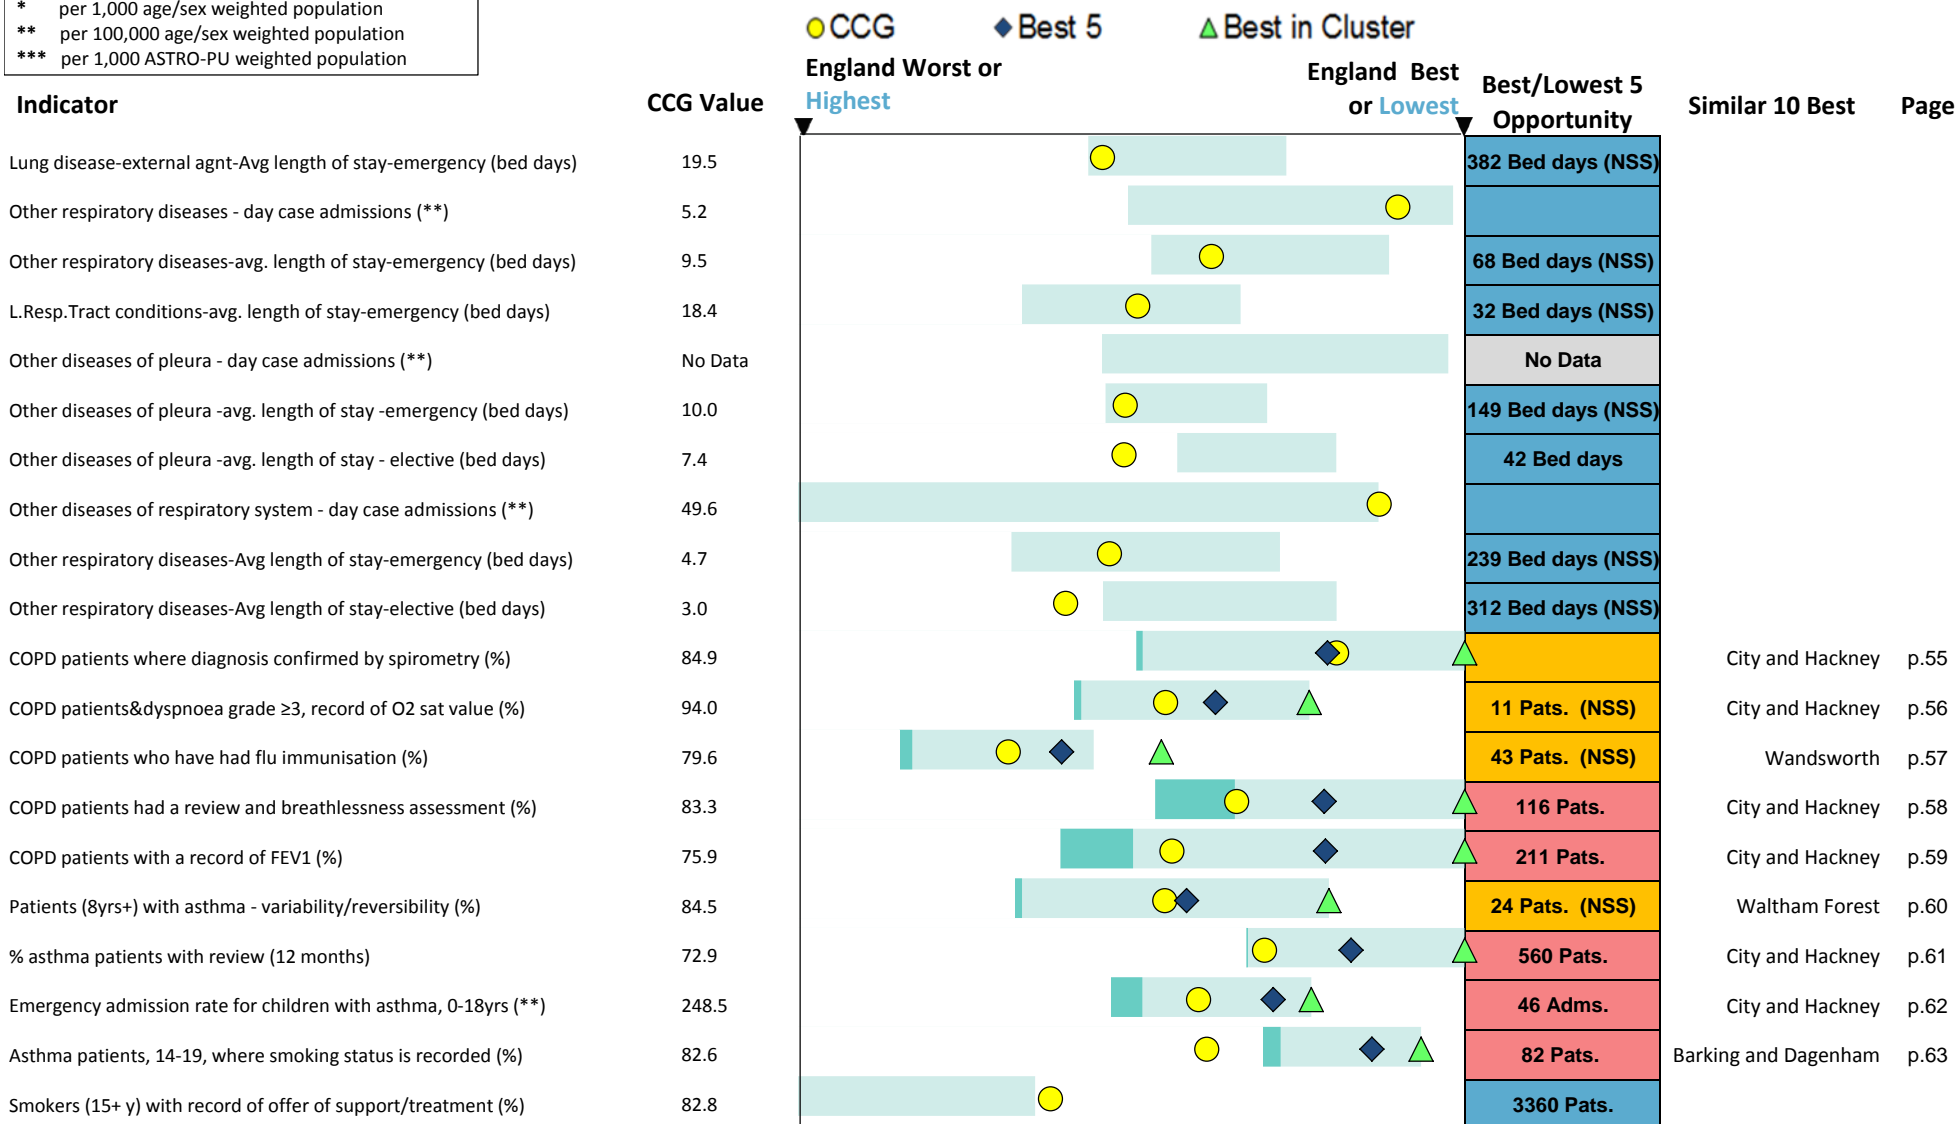 * per 1,000 age/sex weighted population
** per 100,000 age/sex weighted population
*** per 1,000 ASTRO-PU weighted population
CCG Best 5 Best in Cluster
England Worst or Highest
England Best or Lowest
Indicator CCG Value Best/Lowest 5 Opportunity Similar 10 Best Page
Lung disease-external agnt-Avg length of stay-emergency (bed days) 19.5 382 Bed days (NSS)
Other respiratory diseases - day case admissions (**) 5.2
Other respiratory diseases-avg. length of stay-emergency (bed days) 9.5 68 Bed days (NSS)
L.Resp.Tract conditions-avg. length of stay-emergency (bed days) 18.4 32 Bed days (NSS)
Other diseases of pleura - day case admissions (**) No Data No Data
Other diseases of pleura -avg. length of stay -emergency (bed days) 10.0 149 Bed days (NSS)
Other diseases of pleura -avg. length of stay - elective (bed days) 7.4 42 Bed days
Other diseases of respiratory system - day case admissions (**) 49.6
Other respiratory diseases-Avg length of stay-emergency (bed days) 4.7 239 Bed days (NSS)
Other respiratory diseases-Avg length of stay-elective (bed days) 3.0 312 Bed days (NSS)
COPD patients where diagnosis confirmed by spirometry (%) 84.9 City and Hackney p.55
COPD patients&dyspnoea grade ≥3, record of O2 sat value (%) 94.0 11 Pats. (NSS) City and Hackney p.56
COPD patients who have had flu immunisation (%) 79.6 43 Pats. (NSS) Wandsworth p.57
COPD patients had a review and breathlessness assessment (%) 83.3 116 Pats. City and Hackney p.58
COPD patients with a record of FEV1 (%) 75.9 211 Pats. City and Hackney p.59
Patients (8yrs+) with asthma - variability/reversibility (%) 84.5 24 Pats. (NSS) Waltham Forest p.60
% asthma patients with review (12 months) 72.9 560 Pats. City and Hackney p.61
Emergency admission rate for children with asthma, 0-18yrs (**) 248.5 46 Adms. City and Hackney p.62
Asthma patients, 14-19, where smoking status is recorded (%) 82.6 82 Pats. Barking and Dagenham p.63
Smokers (15+ y) with record of offer of support/treatment (%) 82.8 3360 Pats.